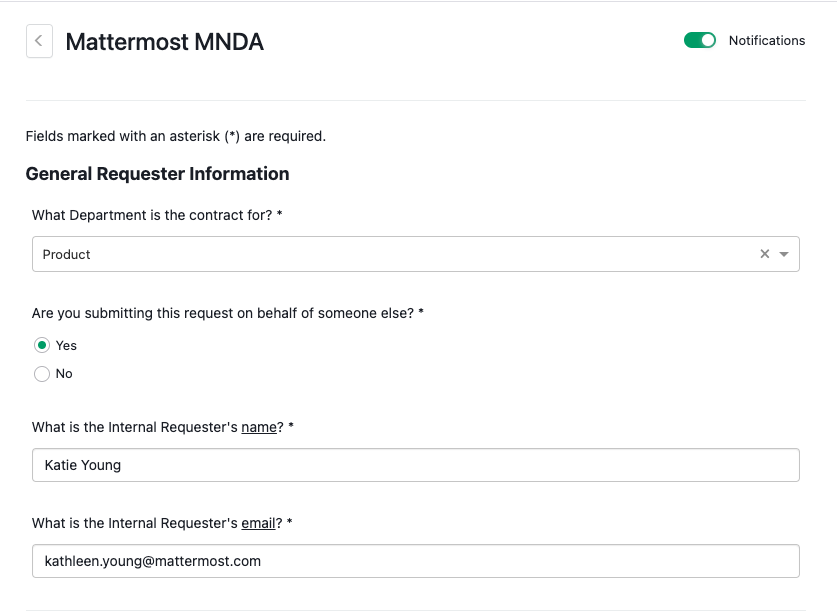 Mattermost MNDA
Notifications
Fields marked with an asterisk (*) are required.
General Requester Information
What Department is the contract for? *
Product
Are you submitting this request on behalf of someone else? *
Yes
No
What is the Internal Requester's name? *
Katie Young
What is the Internal Requester's email? *
kathleen.young@mattermost.com